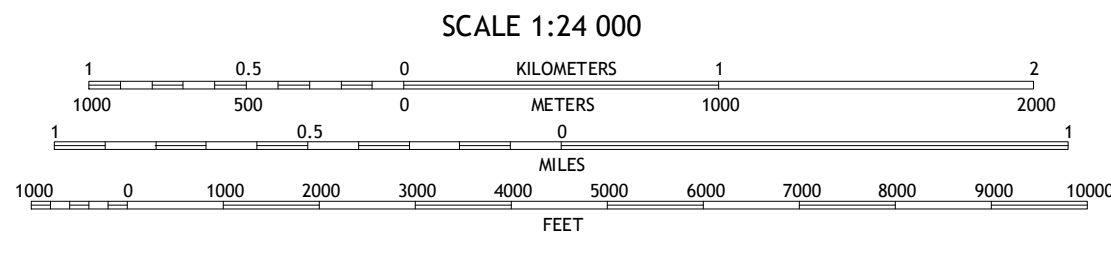 SCALE 1:24 000
1 0.5 0 KILOMETERS 1 2
1000 500 0 METERS 1000 2000
1 0.5 0 1
MILES
1000 0 1000 2000 3000 4000 5000 6000 7000 8000 9000 10000
FEET